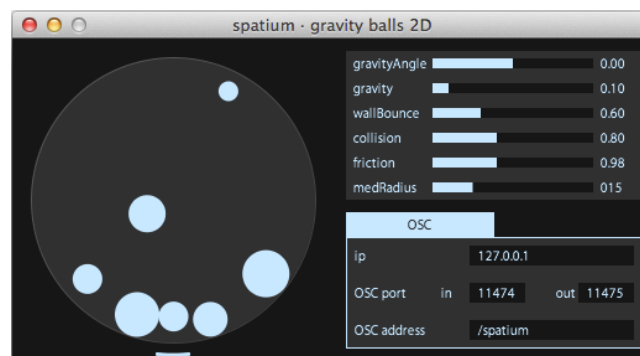 spatium · gravity balls 2D
gravityAngle 0.00
gravity 0.10
wallBounce 0.60
collision 0.80
friction 0.98
medRadius 015
OSC
ip 127.0.0.1
OSC port in 11474 out 11475
OSC address /spatium